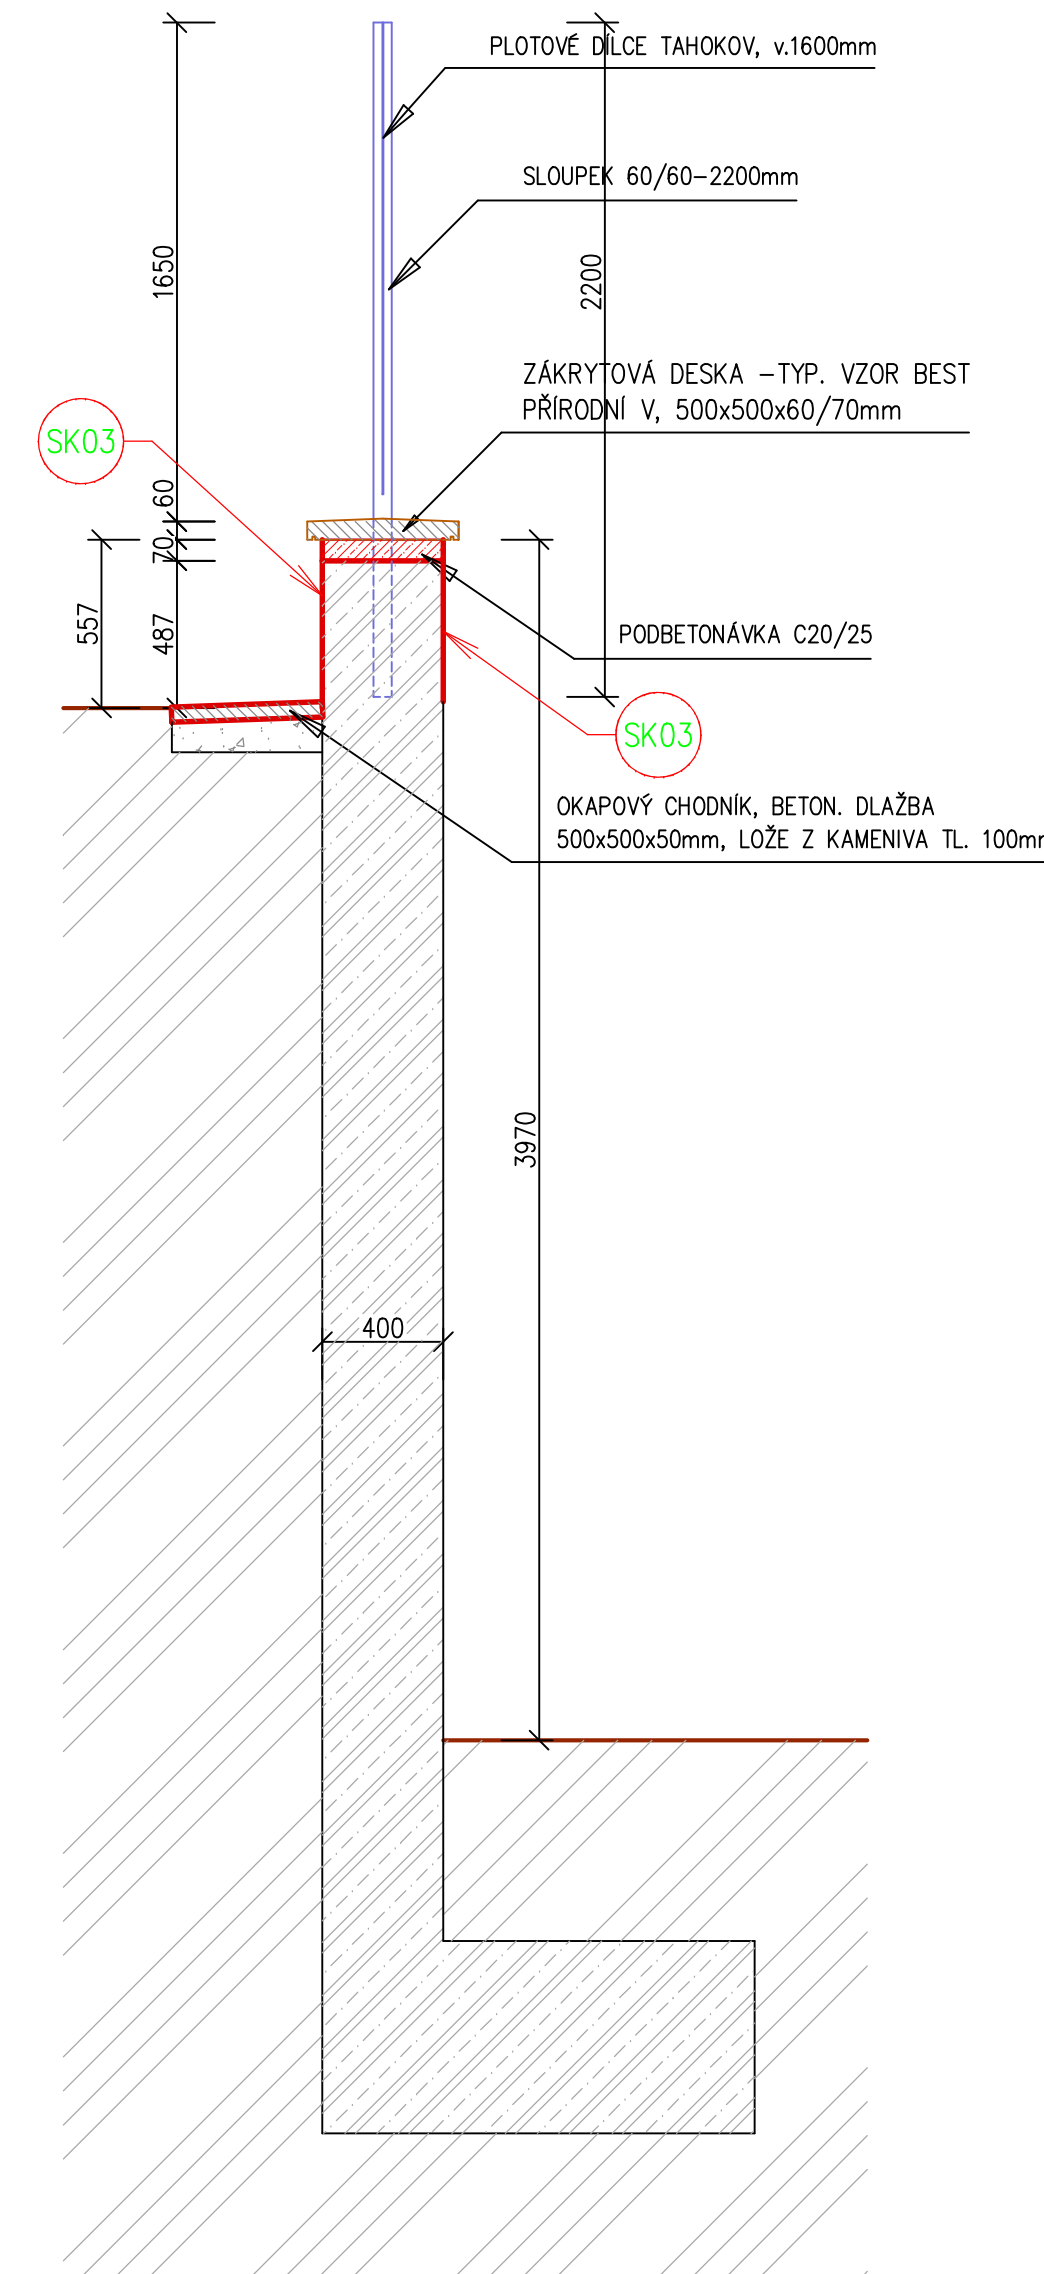 PLOTOVÉ DÍLCE TAHOKOV, v.1600mm
SLOUPEK 60/60-2200mm
1650
2200
ZÁKRYTOVÁ DESKA -TYP. VZOR BEST
PŘÍRODNÍ V, 500x500x60/70mm
SK03
60
70
557
487
PODBETONÁVKA C20/25
SK03
OKAPOVÝ CHODNÍK, BETON. DLAŽBA
500x500x50mm, LOŽE Z KAMENIVA TL. 100mm
3970
400